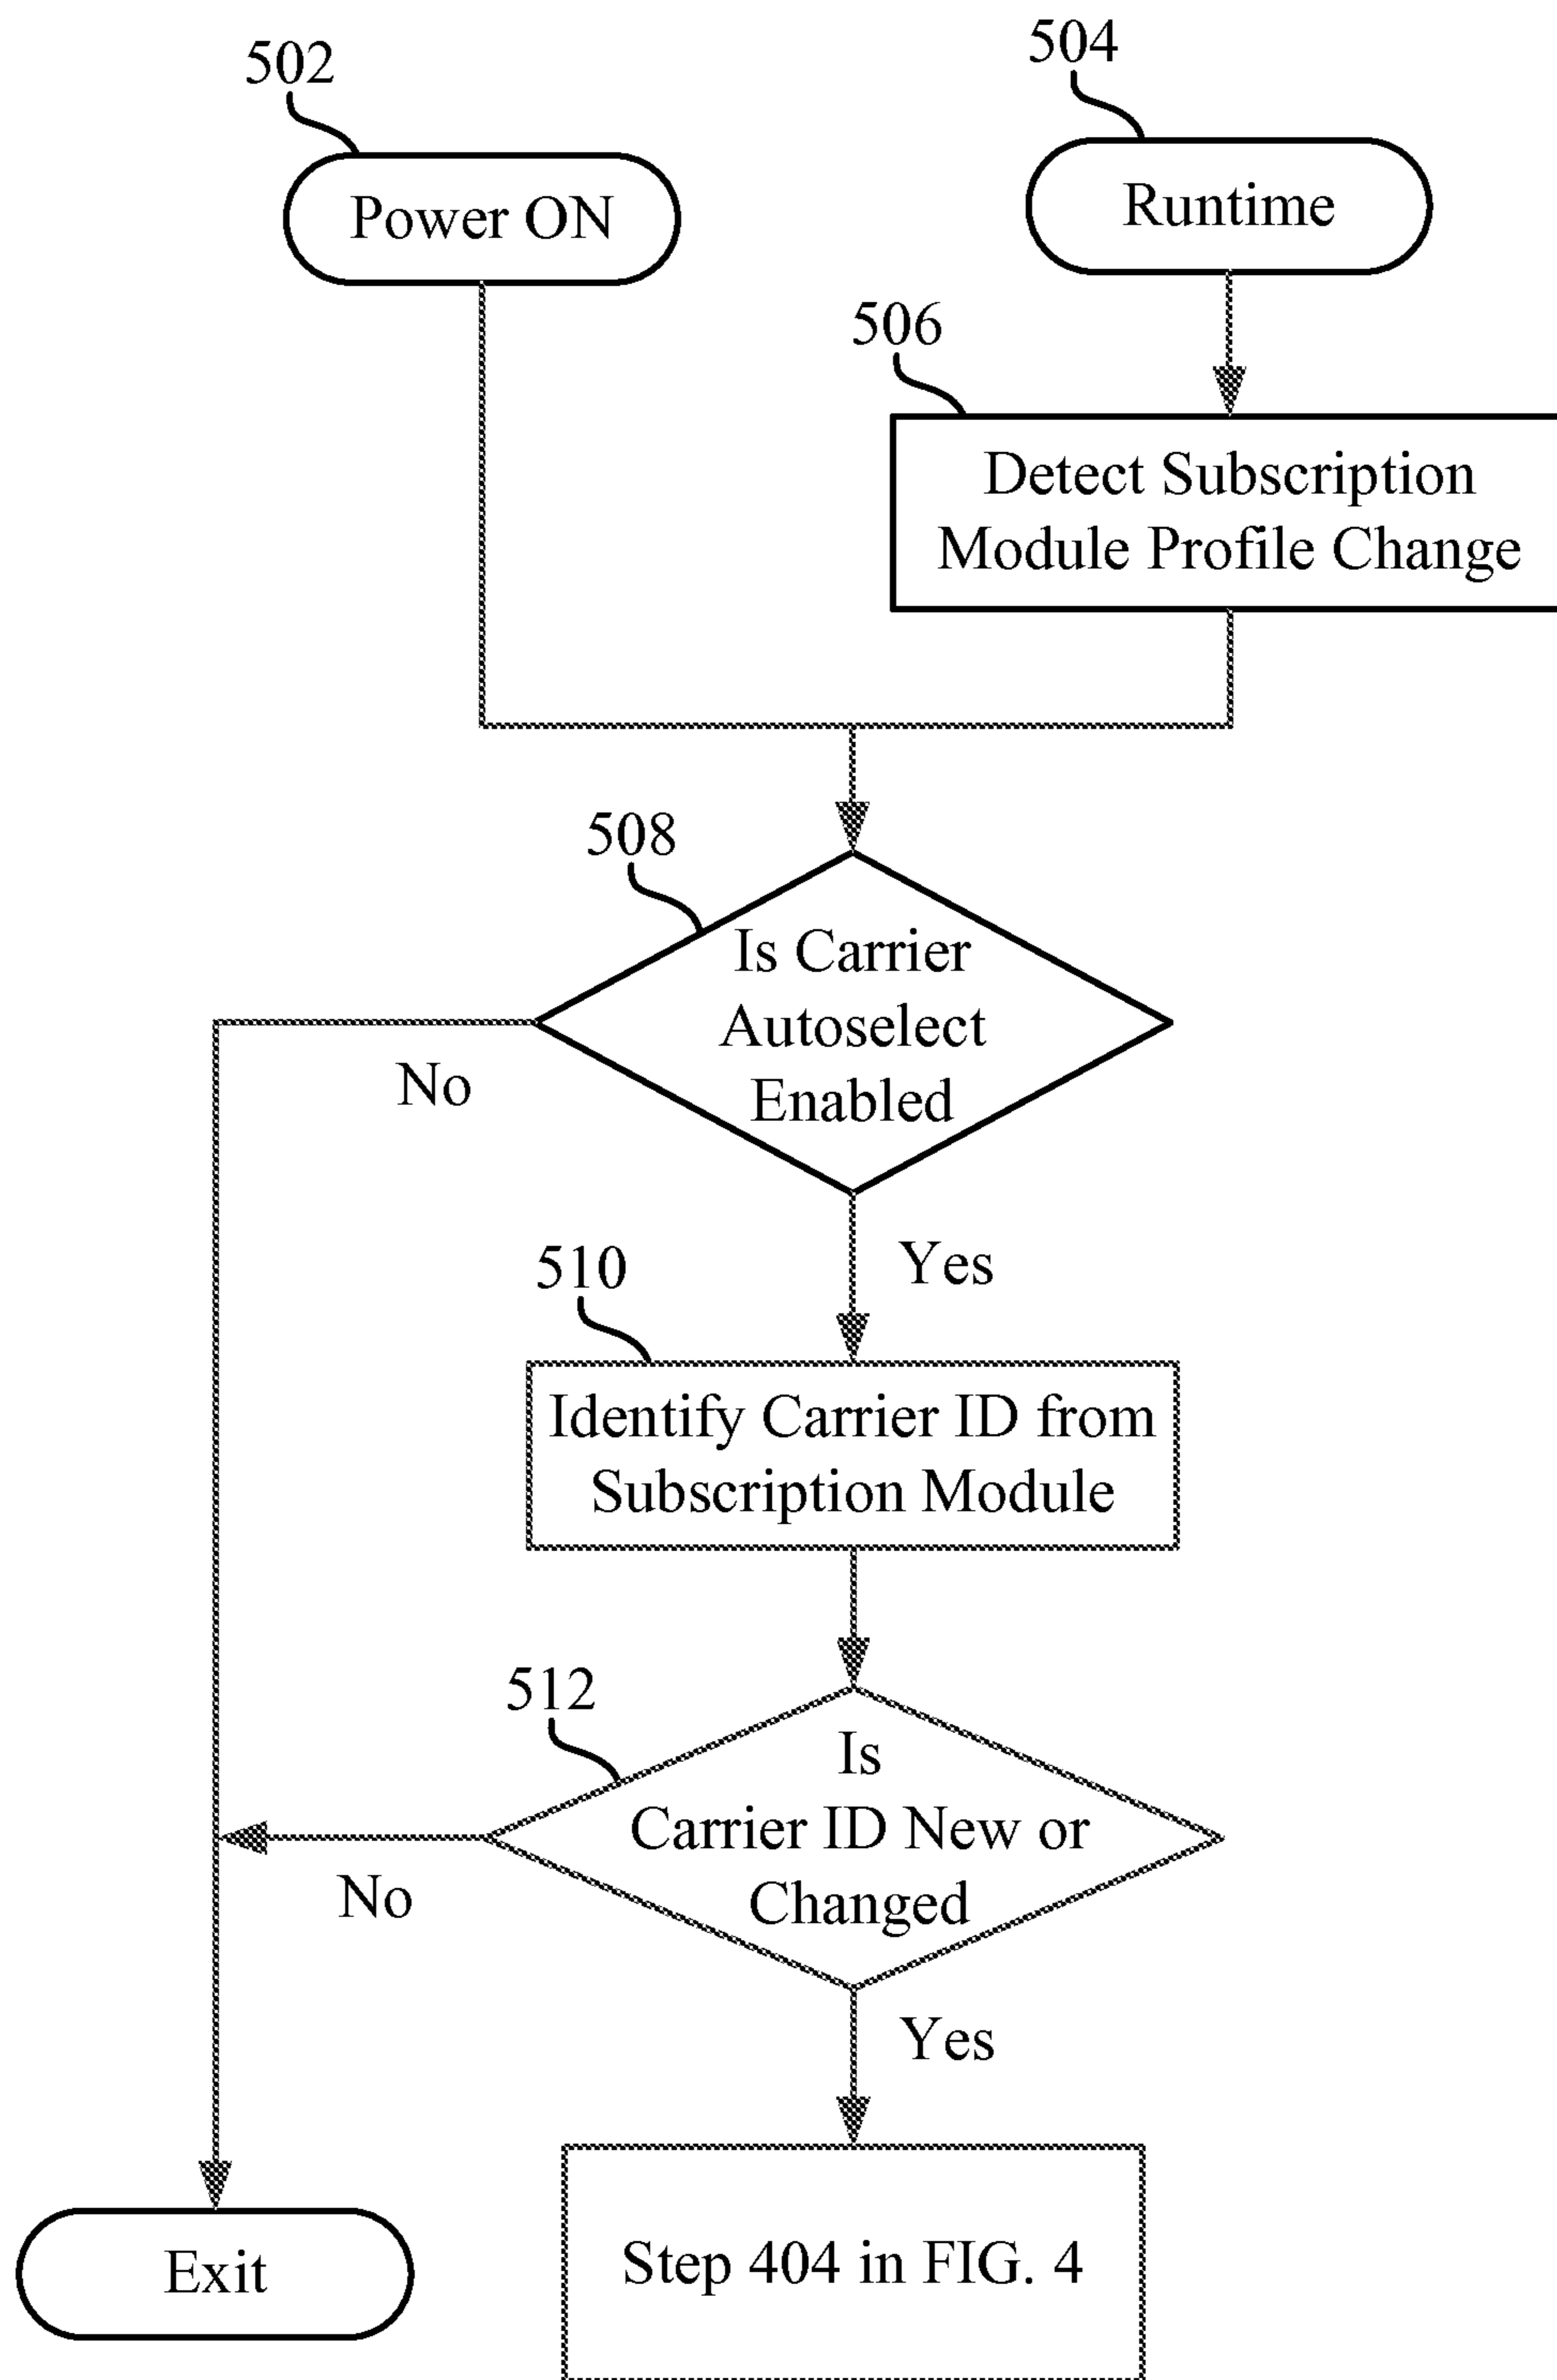 502
504
Power ON
Runtime
506
Detect Subscription
Module Profile Change
508
Is Carrier
Autoselect
Enabled
No
Yes
510
Identify Carrier ID from
Subscription Module
512
Is
Carrier ID New or
Changed
No
Yes
Exit
Step 404 in FIG. 4